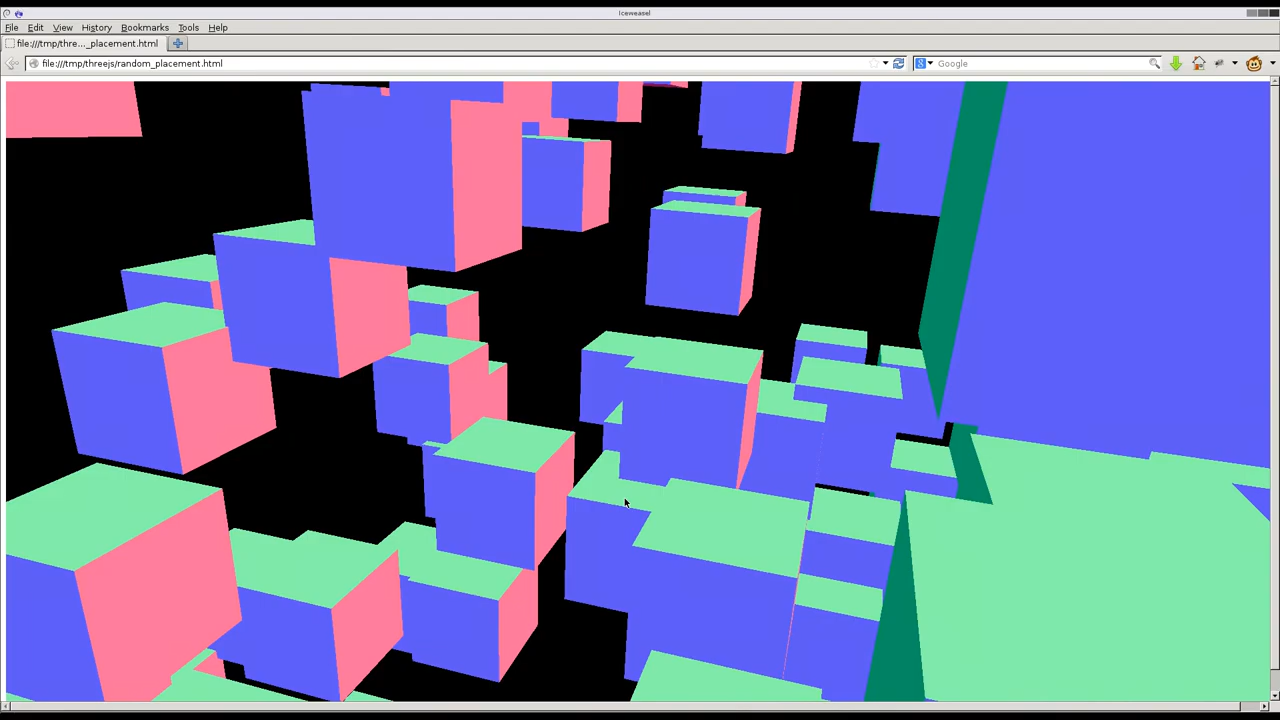 Iceweasel
File Edit View History Bookmarks Tools Help
file:///tmp/thre..._placement.html
file:///tmp/threejs/random_placement.html
Google